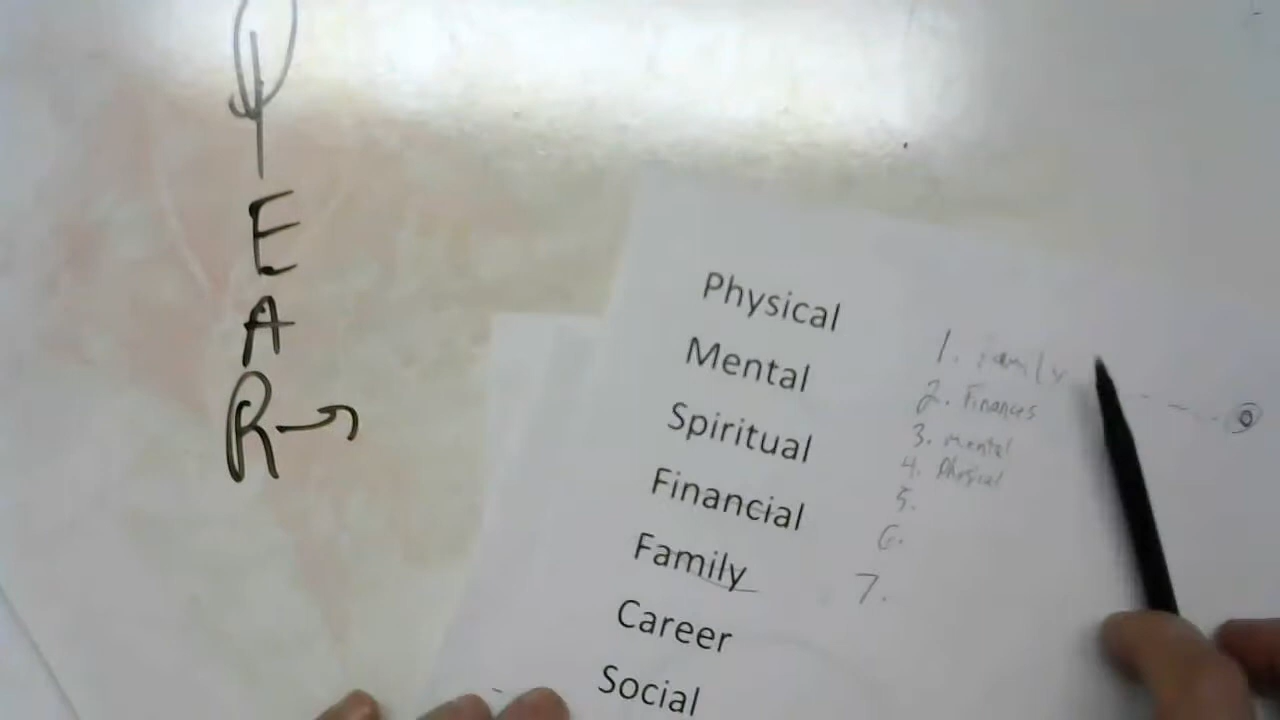 E
A
R
Physical
Mental
Spiritual
Financial
Family
Career
Social
1. Family
2. Finances
3. mental
4. Physical
5.
6.
7.